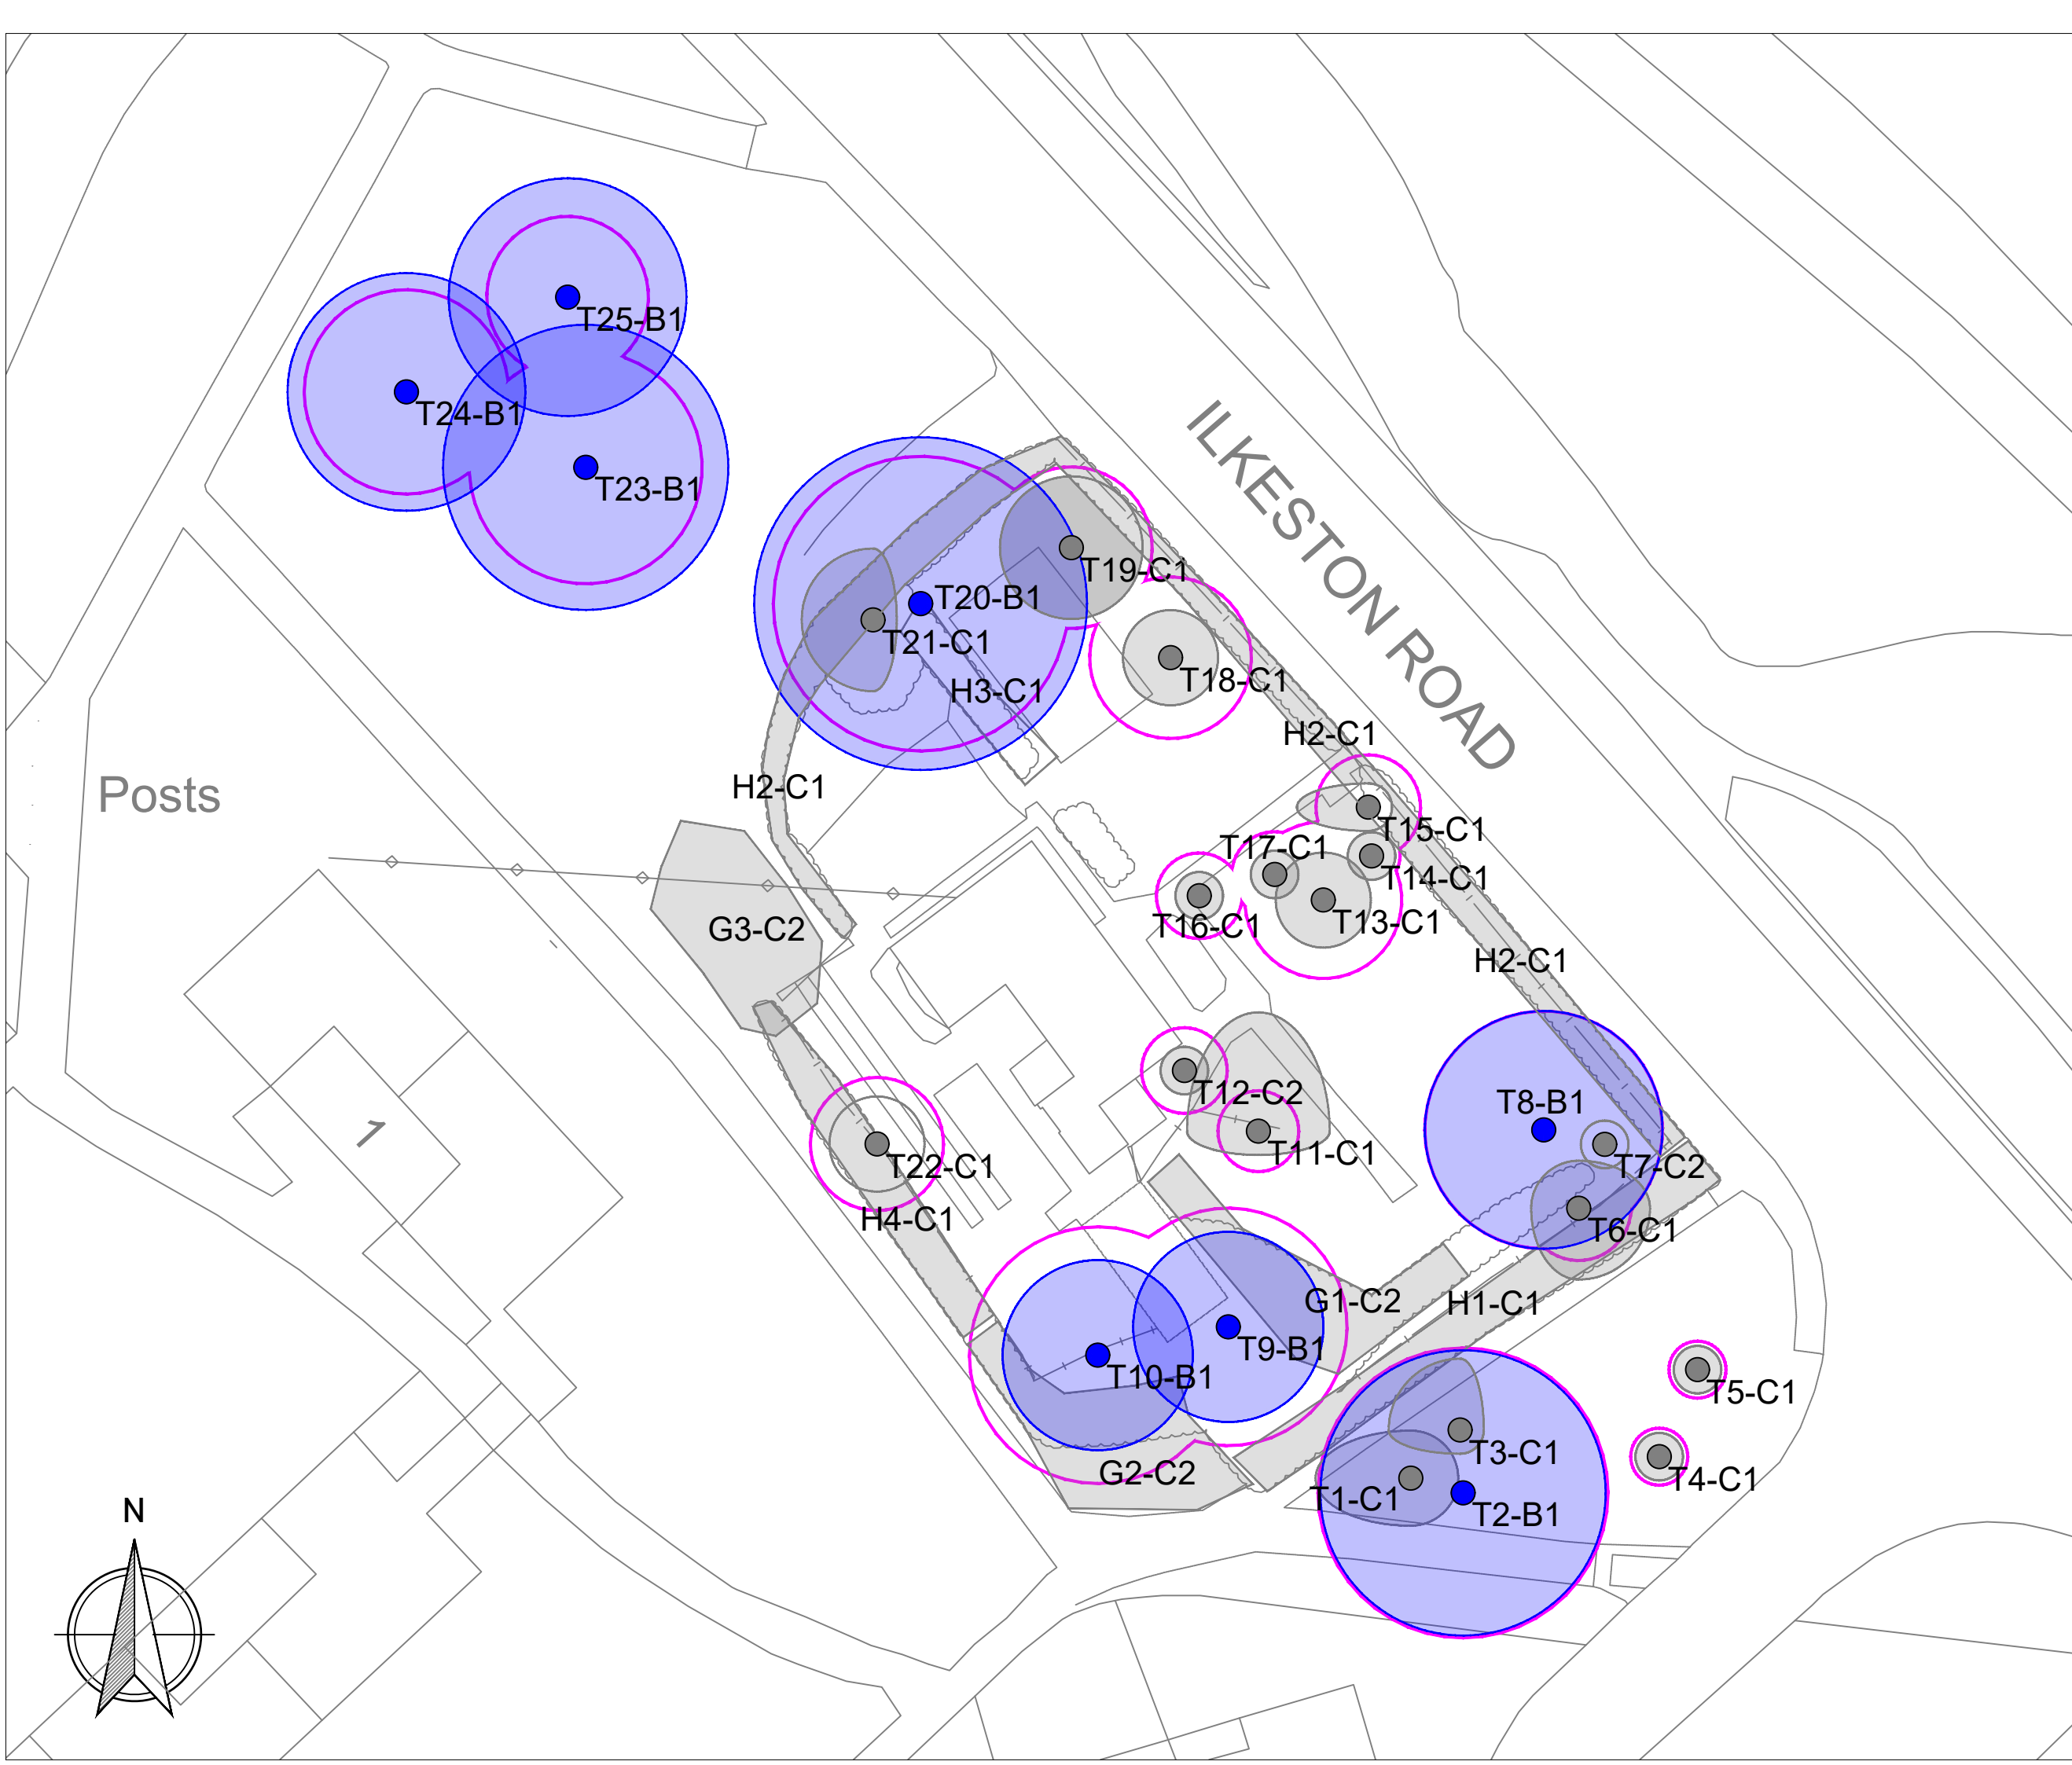 T25-B1
T24-B1
T23-B1
ILKESTON ROAD
T19-C1
T20-B1
T21-C1
T18-C1
H3-C1
H2-C1
H2-C1
Posts
T15-C1
T17-C1
T14-C1
T16-C1
T13-C1
G3-C2
H2-C1
T12-C2
T8-B1
1
T11-C1
T22-C1
T7-C2
H4-C1
T6-C1
G1-C2
H1-C1
T9-B1
T10-B1
T5-C1
T3-C1
G2-C2
T4-C1
T1-C1
T2-B1
N